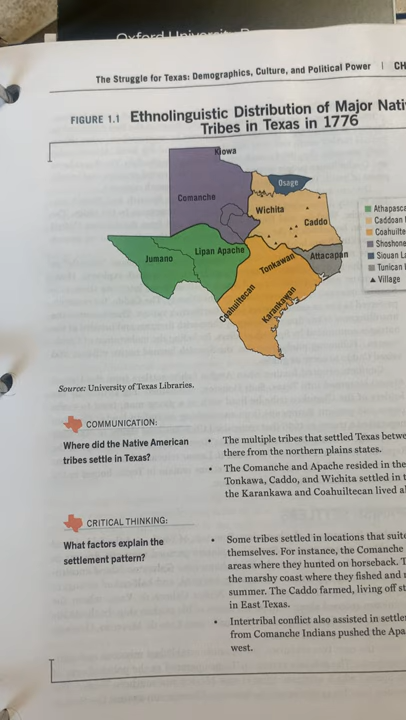 Oxford University
The Struggle for Texas: Demographics, Culture, and Political Power | CH
FIGURE 1.1 Ethnolinguistic Distribution of Major Nati
Tribes in Texas in 1776
Kiowa
Osage
Comanche
Wichita
Caddo
Lipan Apache
Jumano
Tonkawan
Attacapan
Coahuiltecan
Karankawan
Athapasca
Caddoan
Coahuilte
Shoshone
Siouan La
Tunican
Village
Source: University of Texas Libraries.
COMMUNICATION:
Where did the Native American
tribes settle in Texas?
• The multiple tribes that settled Texas betwe
there from the northern plains states.
• The Comanche and Apache resided in the
Tonkawa, Caddo, and Wichita settled in t
the Karankawa and Coahuiltecan lived al
CRITICAL THINKING:
What factors explain the
settlement pattern?
• Some tribes settled in locations that suite
themselves. For instance, the Comanche
areas where they hunted on horseback. T
the marshy coast where they fished and
summer. The Caddo farmed, living off st
in East Texas.
• Intertribal conflict also assisted in settle
from Comanche Indians pushed the Apa
west.